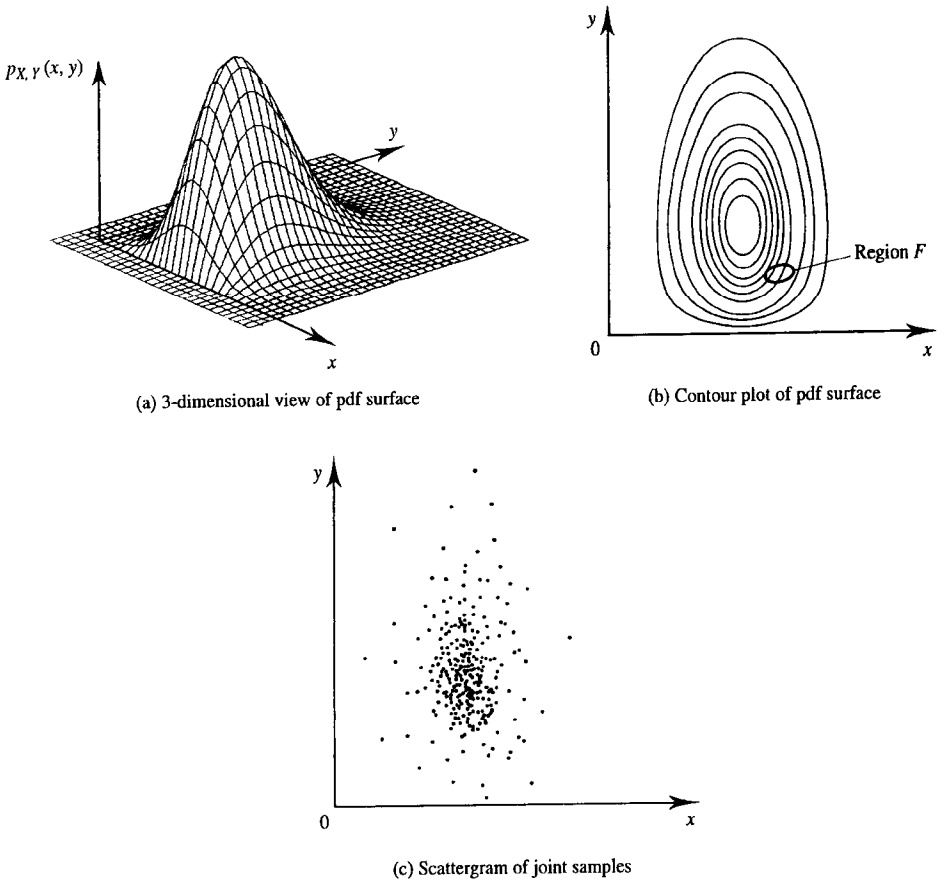 p_{X, Y}(x, y)
y
x
(a) 3-dimensional view of pdf surface
y
Region F
0
x
(b) Contour plot of pdf surface
y
0
x
(c) Scattergram of joint samples